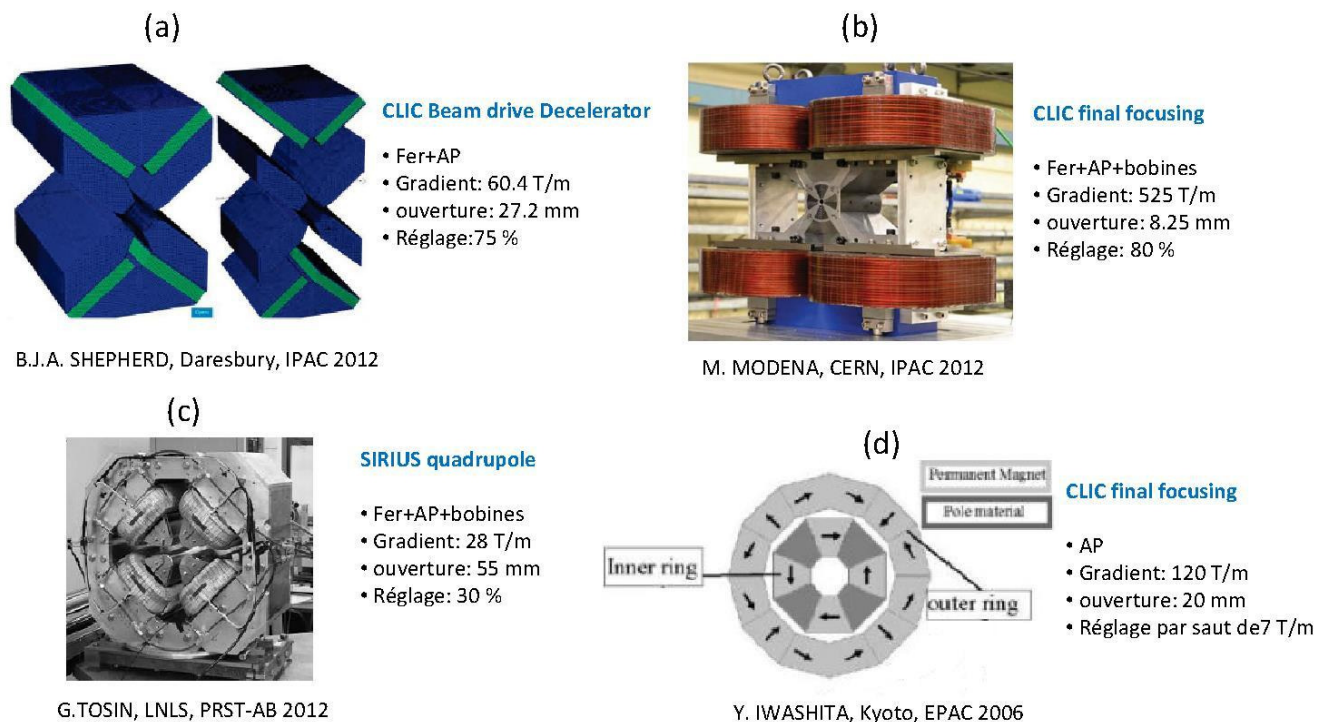 (a)
CLIC Beam drive Decelerator
• Fer+AP
• Gradient: 60.4 T/m
• ouverture: 27.2 mm
• Réglage:75 %
B.J.A. SHEPHERD, Daresbury, IPAC 2012
(b)
CLIC final focusing
• Fer+AP+bobines
• Gradient: 525 T/m
• ouverture: 8.25 mm
• Réglage: 80 %
M. MODENA, CERN, IPAC 2012
(c)
SIRIUS quadrupole
• Fer+AP+bobines
• Gradient: 28 T/m
• ouverture: 55 mm
• Réglage: 30 %
G.TOSIN, LNLS, PRST-AB 2012
(d)
Permanent Magnet
Pole material
Inner ring
outer ring
CLIC final focusing
• AP
• Gradient: 120 T/m
• ouverture: 20 mm
• Réglage par saut de7 T/m
Y. IWASHITA, Kyoto, EPAC 2006